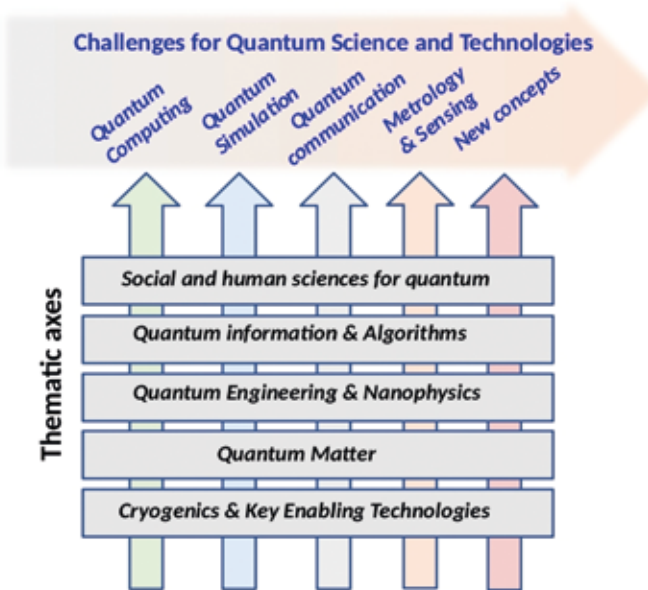 Challenges for Quantum Science and Technologies
Quantum
Computing
Quantum
Simulation
Quantum
communication
Metrology
& Sensing
New concepts
Thematic axes
Social and human sciences for quantum
Quantum information & Algorithms
Quantum Engineering & Nanophysics
Quantum Matter
Cryogenics & Key Enabling Technologies